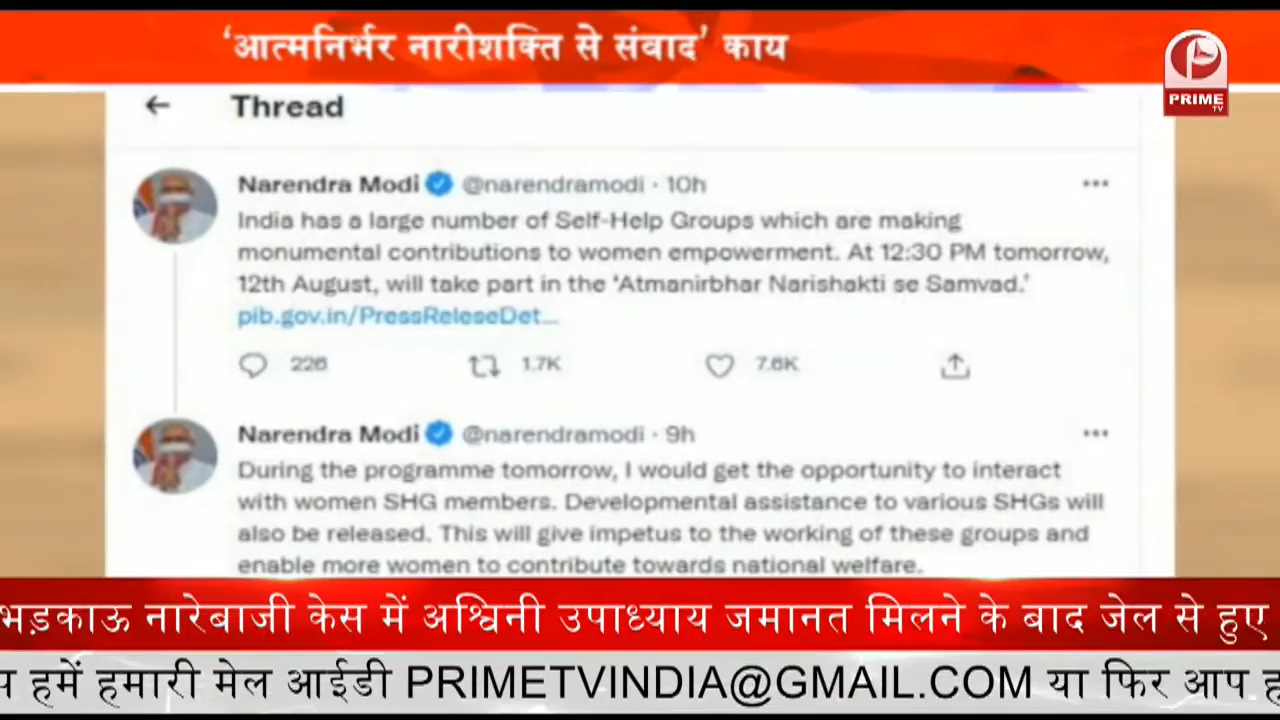 ‘आत्मनिर्भर नारीशक्ति से संवाद’ काय
PRIME
TV
Thread
Narendra Modi @narendramodi · 10h
India has a large number of Self-Help Groups which are making
monumental contributions to women empowerment. At 12:30 PM tomorrow,
12th August, will take part in the ‘Atmanirbhar Narishakti se Samvad.’
pib.gov.in/PressReleseDet...
226 1.7K 7.6K
Narendra Modi @narendramodi · 9h
During the programme tomorrow, I would get the opportunity to interact
with women SHG members. Developmental assistance to various SHGs will
also be released. This will give impetus to the working of these groups and
enable more women to contribute towards national welfare.
भड़काऊ नारेबाजी केस में अश्विनी उपाध्याय जमानत मिलने के बाद जेल से हुए
प हमें हमारी मेल आईडी PRIMETVINDIA@GMAIL.COM या फिर आप ह